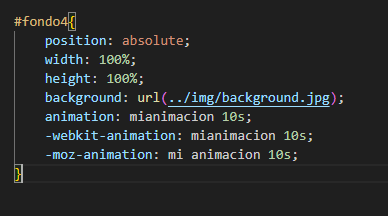 #fondo4{
position: absolute;
width: 100%;
height: 100%;
background: url(../img/background.jpg);
animation: mianimacion 10s;
-webkit-animation: mianimacion 10s;
-moz-animation: mi animacion 10s;
}